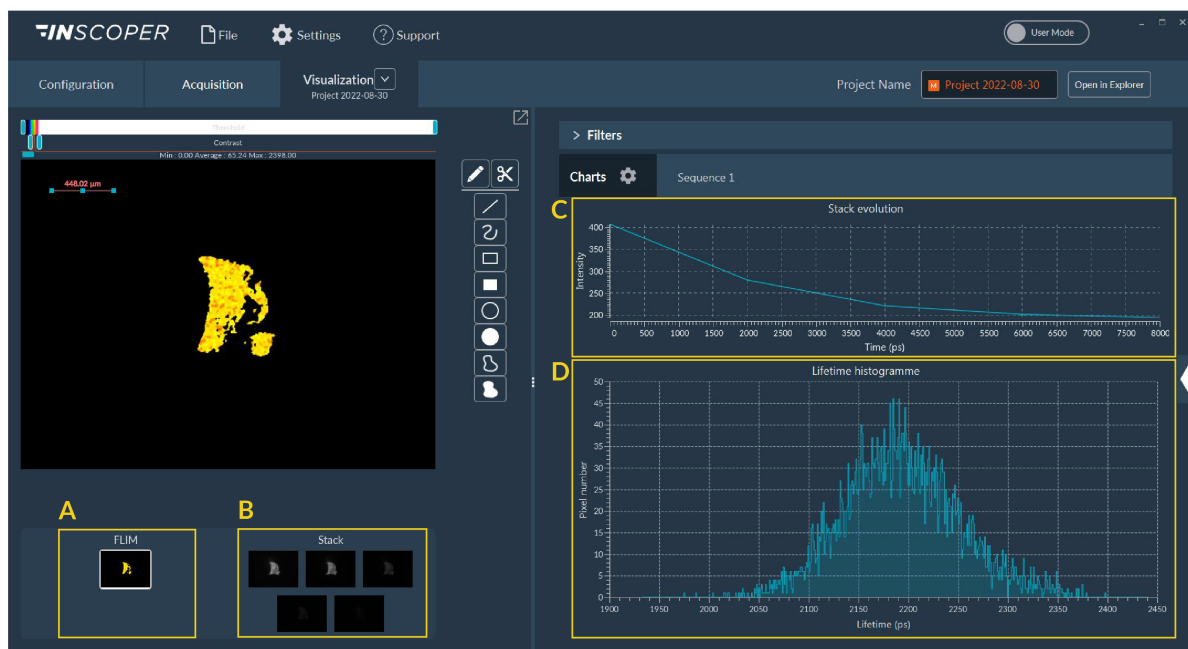 INSCOPER
File
Settings
Support
User Mode
Configuration
Acquisition
Visualization
Project 2022-08-30
Project Name
M Project 2022-08-30
Open in Explorer
Threshold
Contrast
Min : 0.00 Average : 65.24 Max : 2398.00
448.02 µm
A
FLIM
B
Stack
> Filters
Charts
Sequence 1
C
Stack evolution
Intensity
400
350
300
250
200
0 500 1000 1500 2000 2500 3000 3500 4000 4500 5000 5500 6000 6500 7000 7500 8000
Time (ps)
D
Lifetime histogramme
Pixel number
50
45
40
35
30
25
20
15
10
5
0
1900 1950 2000 2050 2100 2150 2200 2250 2300 2350 2400 2450
Lifetime (ps)